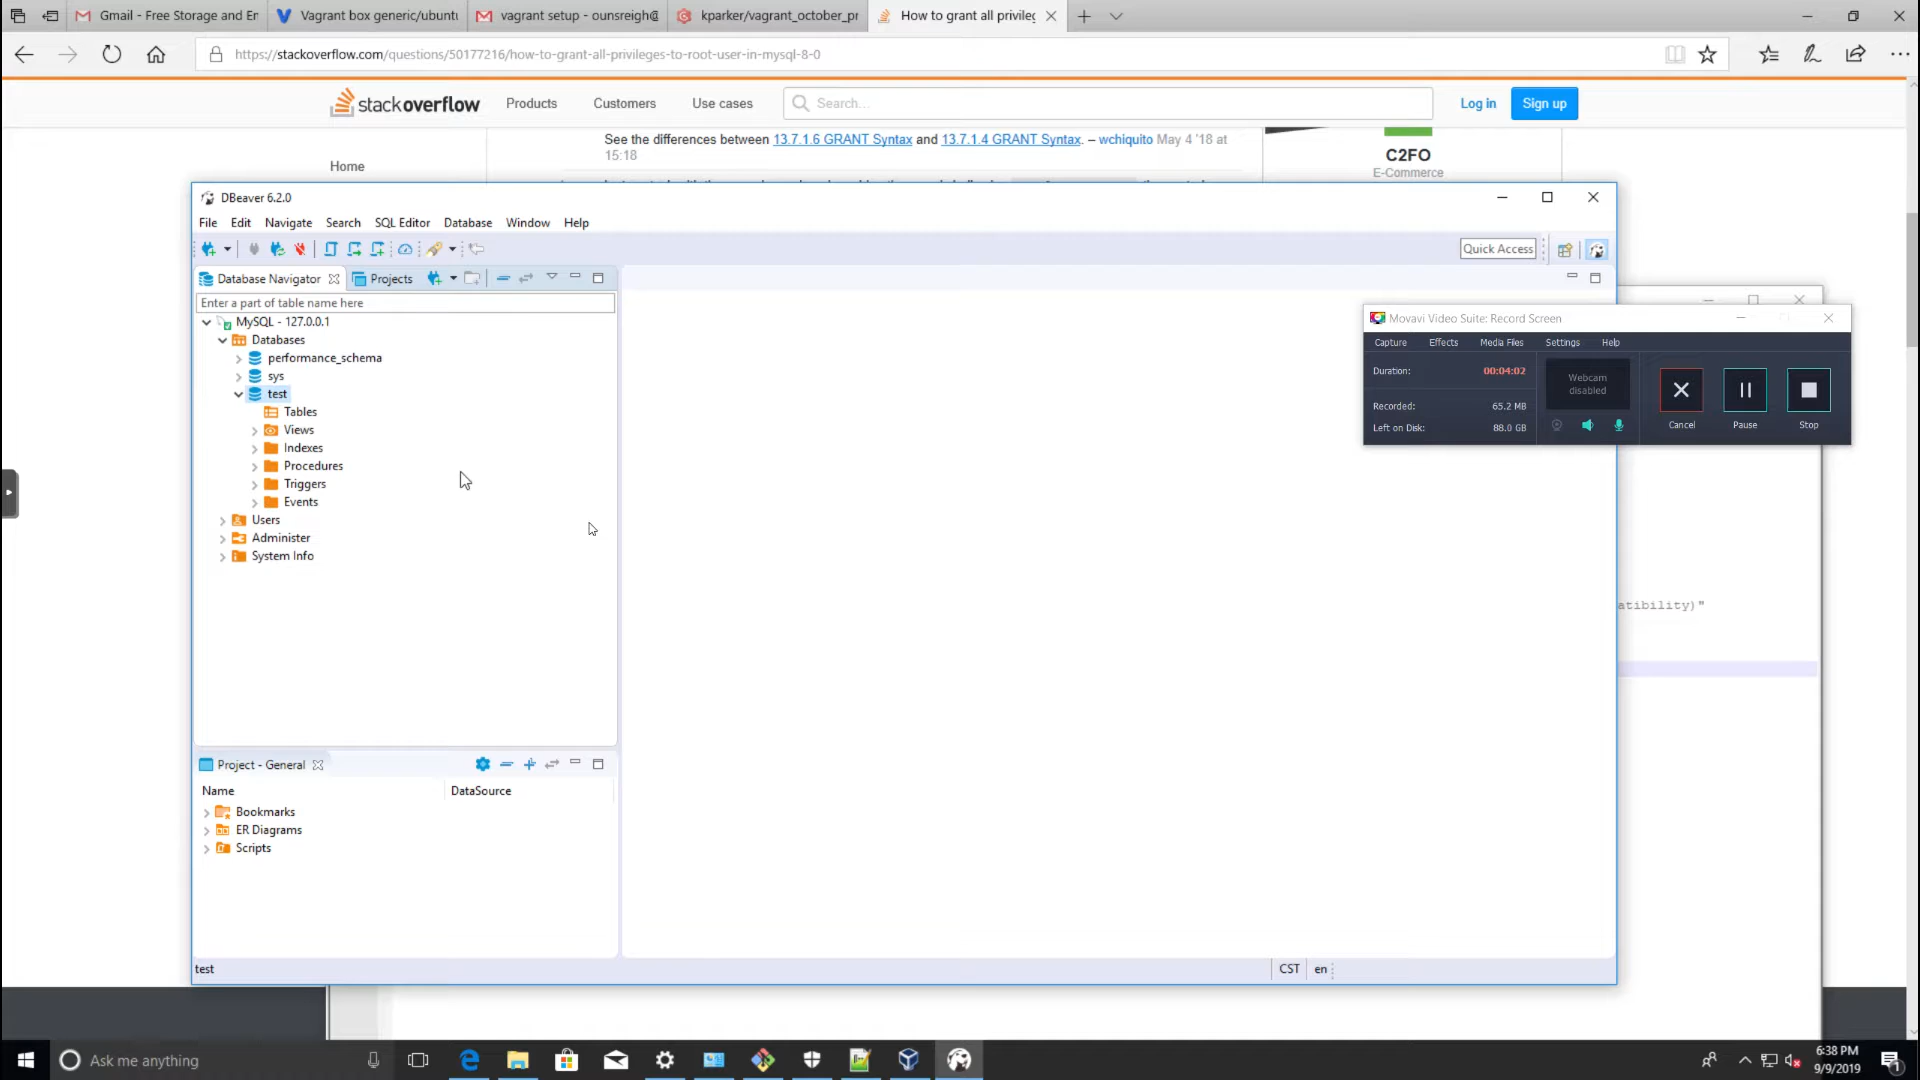 Gmail - Free Storage and Er
Vagrant box generic/ubuntu
vagrant setup - ounsreigh@
kparker/vagrant_october_pr
How to grant all privileg
https://stackoverflow.com/questions/50177216/how-to-grant-all-privileges-to-root-user-in-mysql-8-0
stackoverflow
Products
Customers
Use cases
Search...
Log in
Sign up
See the differences between 13.7.1.6 GRANT Syntax and 13.7.1.4 GRANT Syntax. – wchiquito May 4 '18 at
15:18
Home
C2FO
E-Commerce
DBeaver 6.2.0
File Edit Navigate Search SQL Editor Database Window Help
Quick Access
Database Navigator
Projects
Enter a part of table name here
MySQL - 127.0.0.1
Databases
performance_schema
sys
test
Tables
Views
Indexes
Procedures
Triggers
Events
Users
Administer
System Info
Movavi Video Suite: Record Screen
Capture Effects Media Files Settings Help
Duration: 00:04:02
Webcam
disabled
Recorded: 65.2 MB
Left on Disk: 88.0 GB
Cancel
Pause
Stop
atibility)"
Project - General
Name
DataSource
Bookmarks
ER Diagrams
Scripts
test
CST
en
Ask me anything
6:38 PM
9/9/2019
1